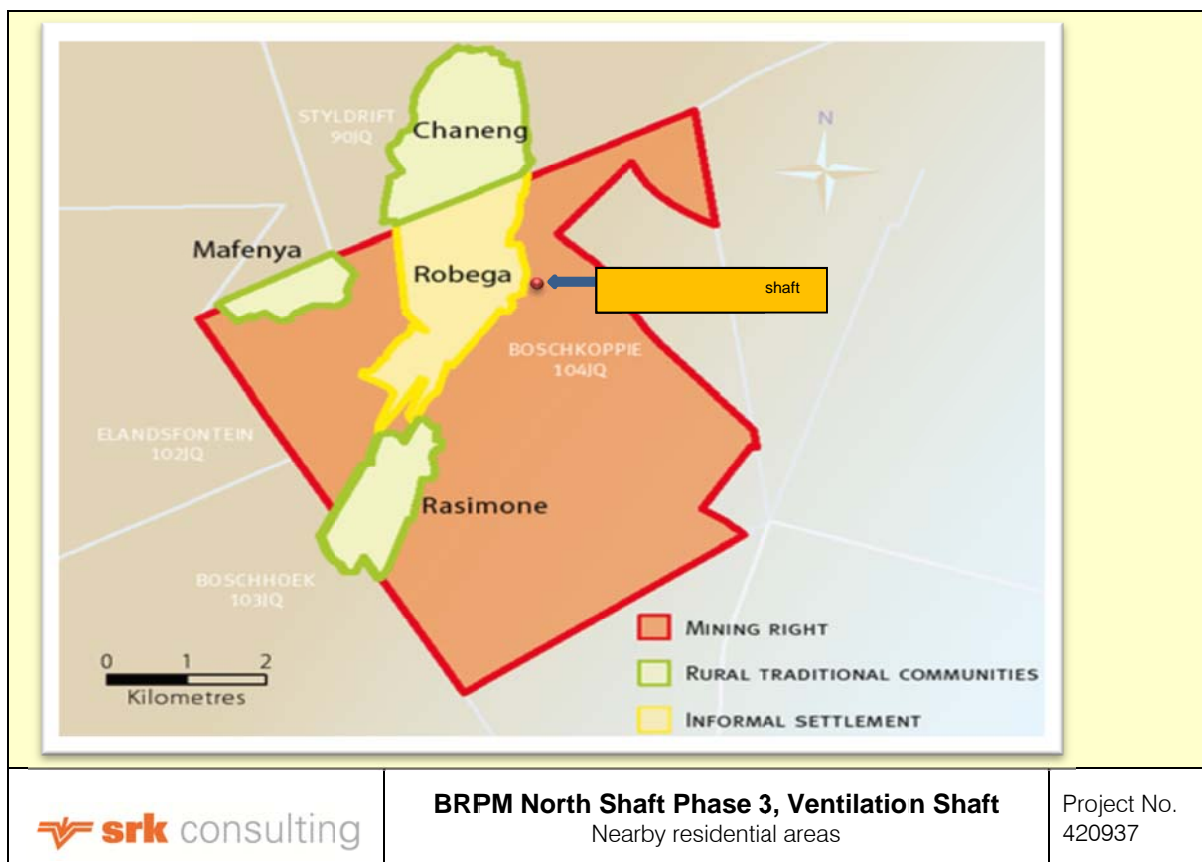 STYLDRIFT
90JQ
Chaneng
N
Mafenya
Robega
shaft
BOSCHKOPPIE
104JQ
ELANDSFONTEIN
102JQ
Rasimone
BOSCHHOEK
103JQ
0 1 2
Kilometres
MINING RIGHT
RURAL TRADITIONAL COMMUNITIES
INFORMAL SETTLEMENT
srk consulting
BRPM North Shaft Phase 3, Ventilation Shaft
Nearby residential areas
Project No.
420937